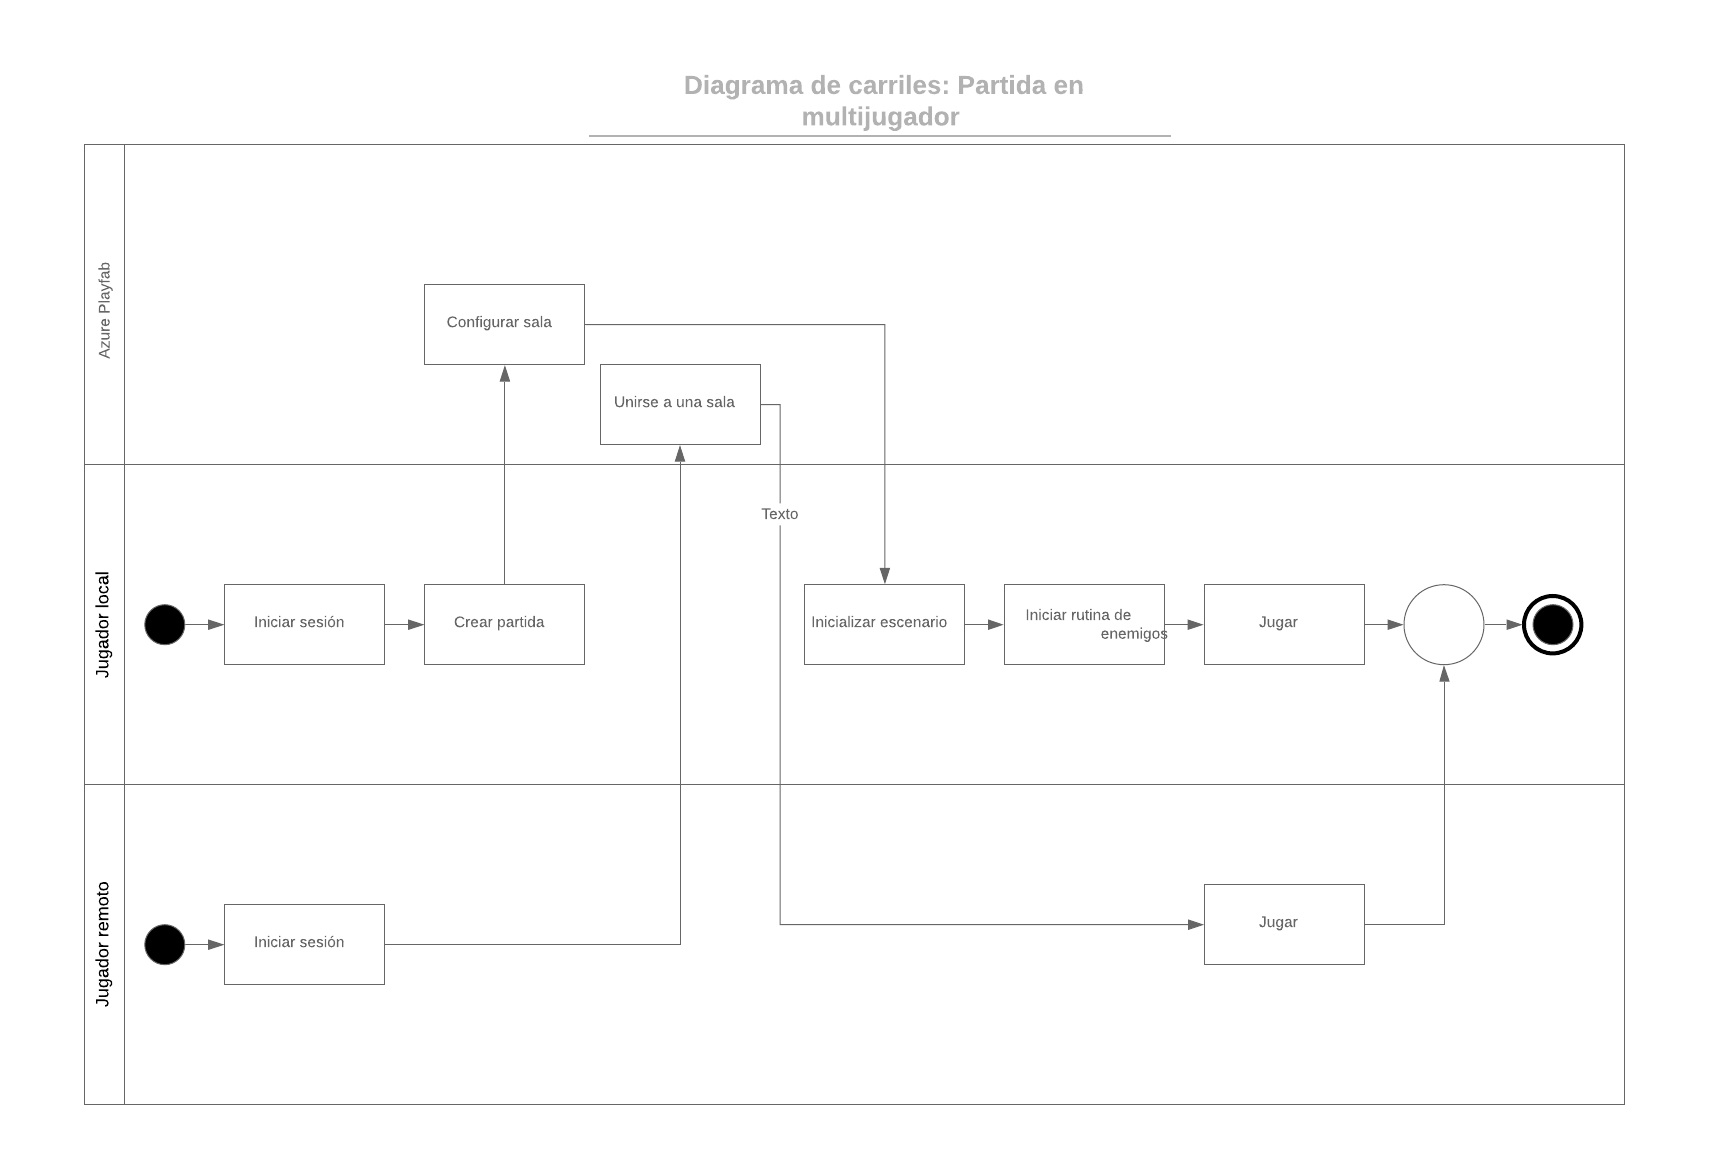 Diagrama de carriles: Partida en
multijugador
Azure Playfab
Configurar sala
Unirse a una sala
Texto
Jugador local
Iniciar sesión
Crear partida
Inicializar escenario
Iniciar rutina de
enemigos
Jugar
Jugador remoto
Iniciar sesión
Jugar